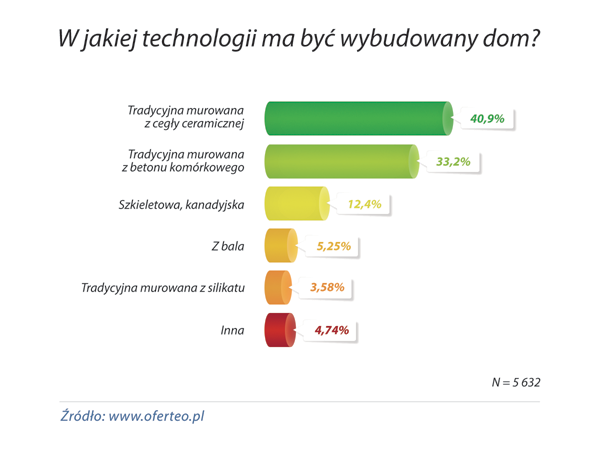 W jakiej technologii ma być wybudowany dom?
Tradycyjna murowana
z cegły ceramicznej
40,9%
Tradycyjna murowana
z betonu komórkowego
33,2%
Szkieletowa, kanadyjska
12,4%
Z bala
5,25%
Tradycyjna murowana z silikatu
3,58%
Inna
4,74%
N = 5 632
Źródło: www.oferteo.pl